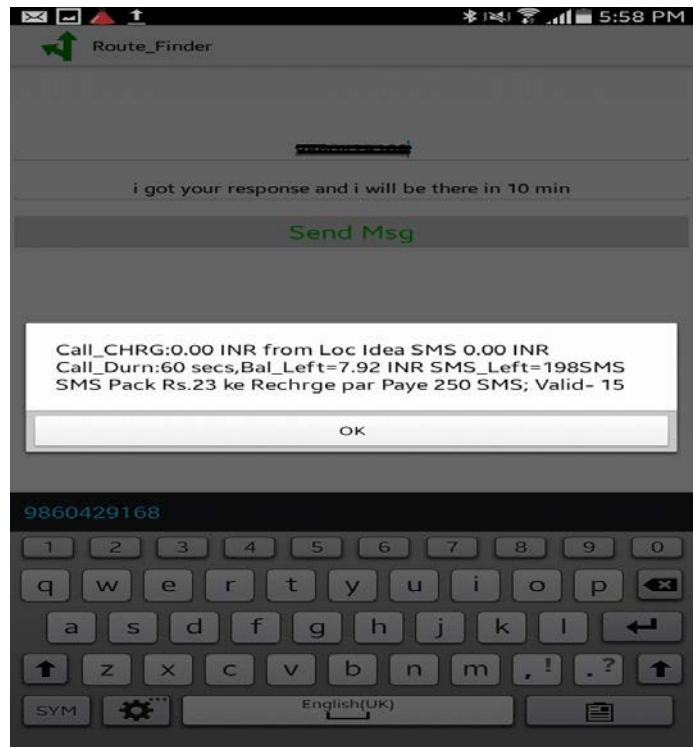 5:58 PM
Route_Finder
i got your response and i will be there in 10 min
Send Msg
Call_CHRG:0.00 INR from Loc Idea SMS 0.00 INR
Call_Durn:60 secs,Bal_Left=7.92 INR SMS_Left=198SMS
SMS Pack Rs.23 ke Rechrge par Paye 250 SMS; Valid- 15
OK
9860429168
1 2 3 4 5 6 7 8 9 0
q w e r t y u i o p
a s d f g h j k l
z x c v b n m , ! . ?
SYM English(UK)